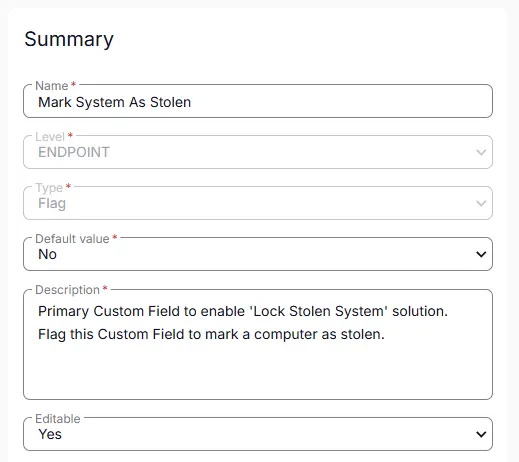 Summary
Name *
Mark System As Stolen
Level *
ENDPOINT
Type *
Flag
Default value *
No
Description *
Primary Custom Field to enable 'Lock Stolen System' solution.
Flag this Custom Field to mark a computer as stolen.
Editable
Yes